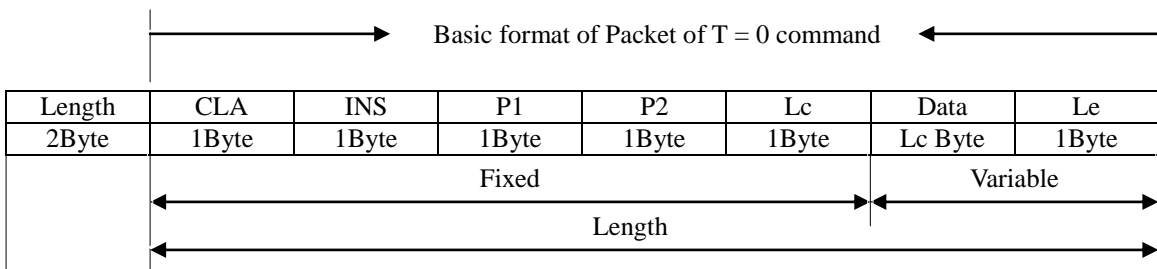 Basic format of Packet of T = 0 command
Length CLA INS P1 P2 Lc Data Le
2Byte 1Byte 1Byte 1Byte 1Byte 1Byte Lc Byte 1Byte
Fixed Variable
Length